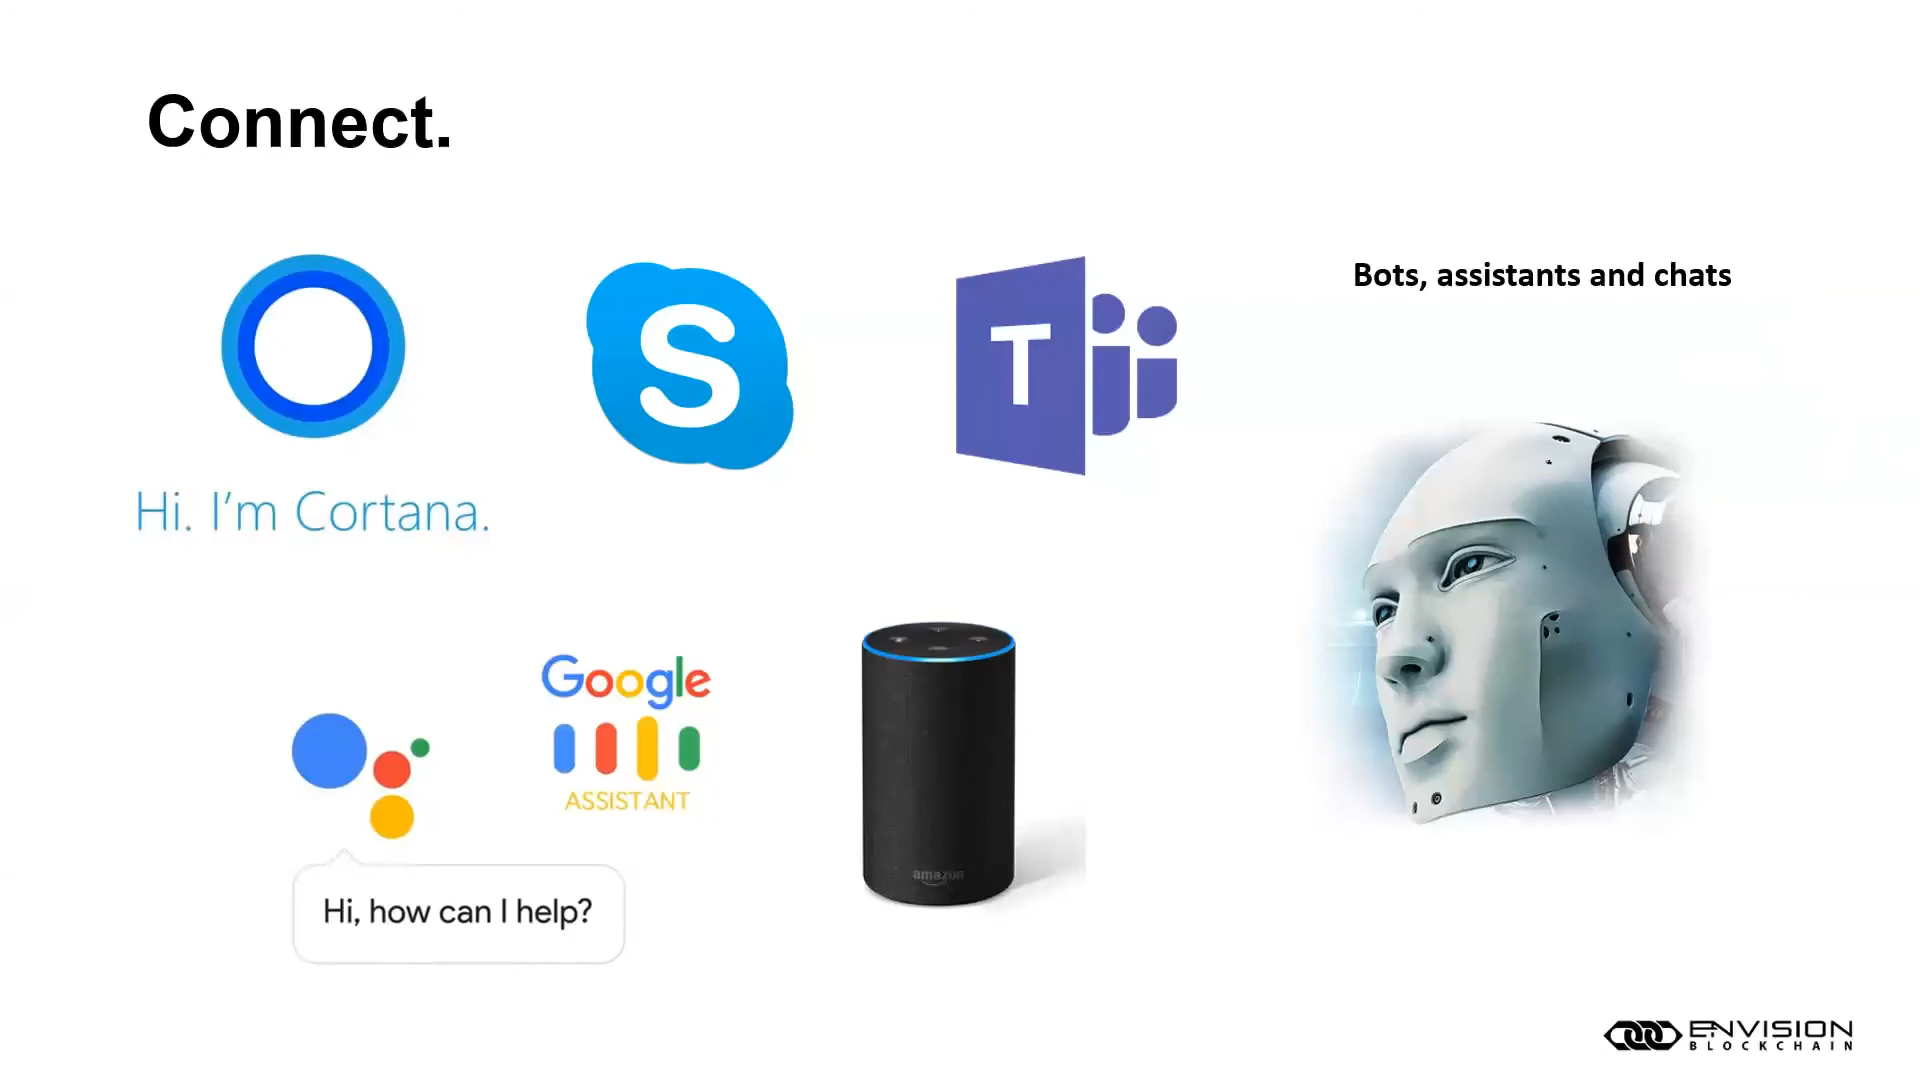 Connect.
Bots, assistants and chats
S
T
Hi. I'm Cortana.
Google
ASSISTANT
amazon
Hi, how can I help?
ENVISION
BLOCKCHAIN